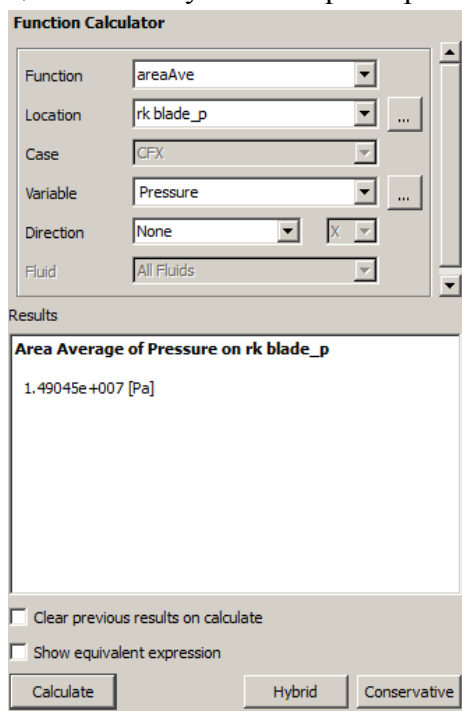 Function Calculator
Function areaAve
Location rk blade_p ...
Case CFX
Variable Pressure ...
Direction None X
Fluid All Fluids
Results
Area Average of Pressure on rk blade_p
1.49045e+007 [Pa]
Clear previous results on calculate
Show equivalent expression
Calculate Hybrid Conservative